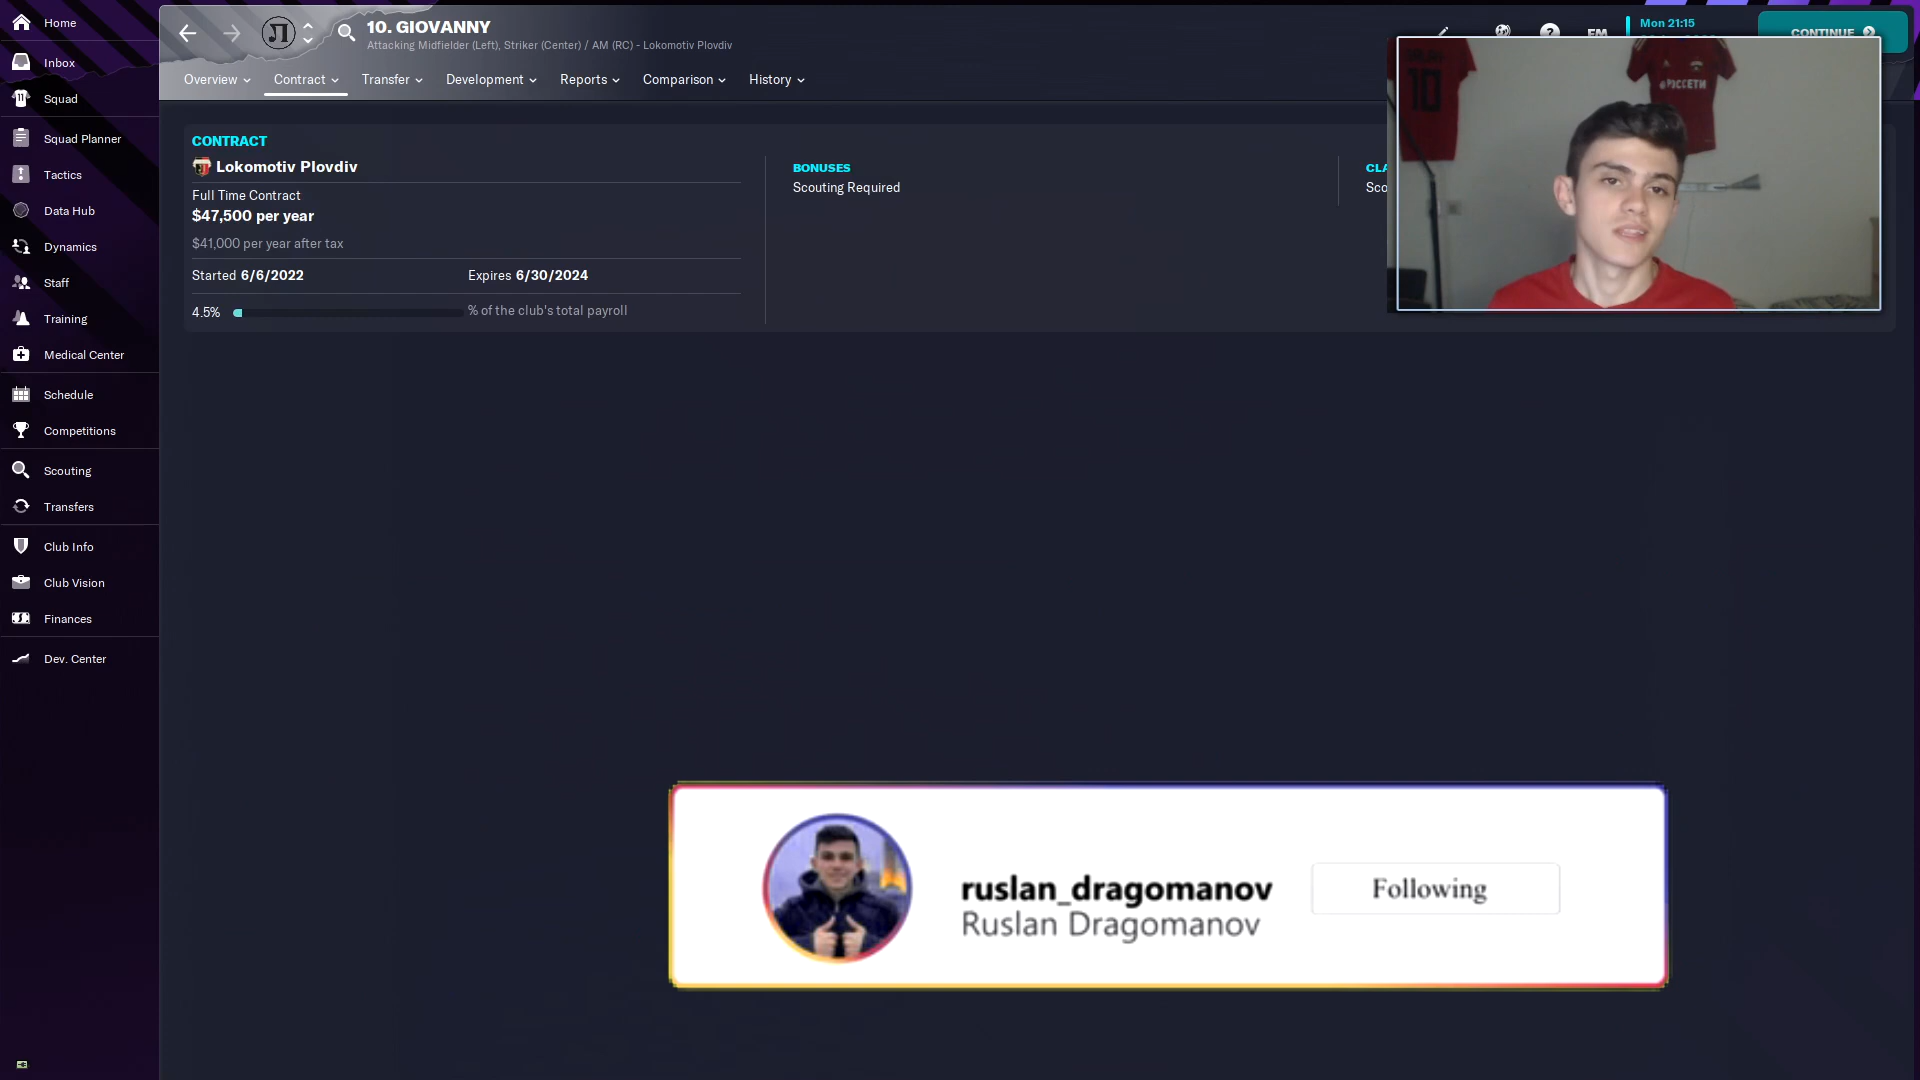 Home
Inbox
Squad
Squad Planner
Tactics
Data Hub
Dynamics
Staff
Training
Medical Center
Schedule
Competitions
Scouting
Transfers
Club Info
Club Vision
Finances
Dev. Center
10. GIOVANNY
Attacking Midfielder (Left), Striker (Center) / AM (RC) - Lokomotiv Plovdiv
FM
Mon 21:15
CONTINUE
Overview
Contract
Transfer
Development
Reports
Comparison
History
CONTRACT
Lokomotiv Plovdiv
Full Time Contract
$47,500 per year
$41,000 per year after tax
Started 6/6/2022
Expires 6/30/2024
4.5%
% of the club's total payroll
BONUSES
Scouting Required
10
РОССЕТИ
ruslan_dragomanov
Ruslan Dragomanov
Following